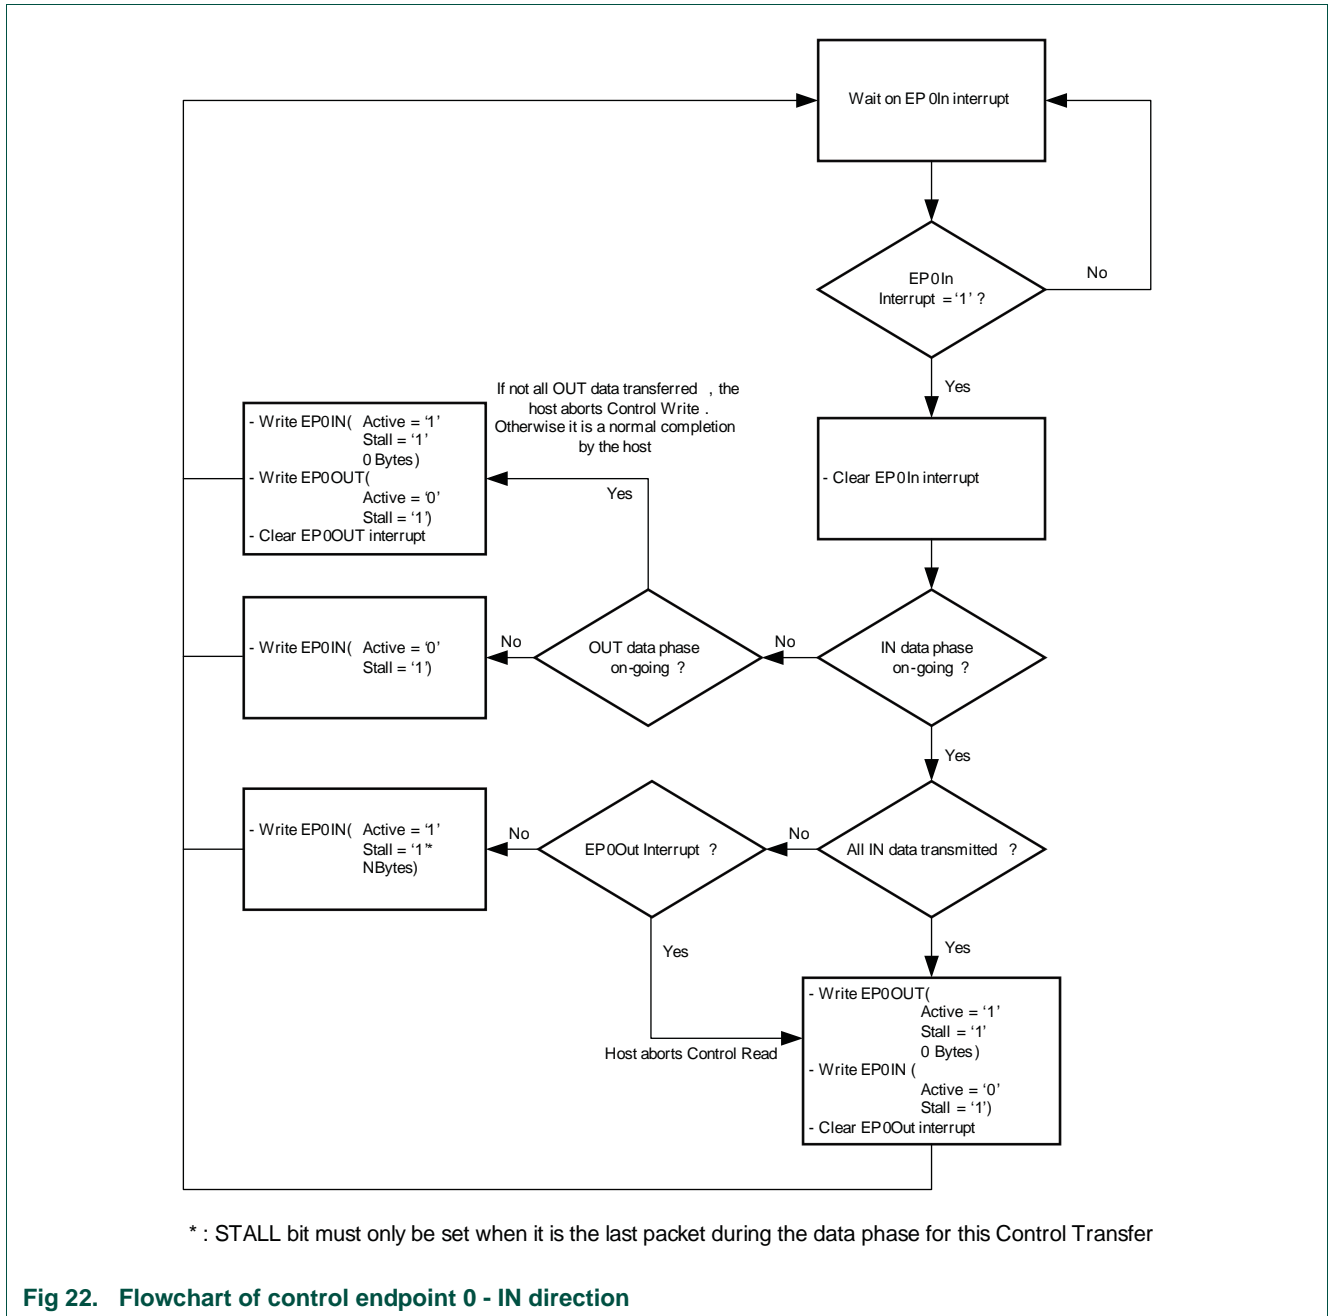 Wait on EP0In interrupt
EP0In
Interrupt = '1' ?
No
Yes
If not all OUT data transferred , the
host aborts Control Write .
Otherwise it is a normal completion
by the host
- Write EP0IN( Active = '1'
Stall = '1'
0 Bytes)
- Write EP0OUT(
Active = '0'
Stall = '1')
- Clear EP0OUT interrupt
Yes
- Clear EP0In interrupt
- Write EP0IN( Active = '0'
Stall = '1')
No
OUT data phase
on-going ?
No
IN data phase
on-going ?
Yes
- Write EP0IN( Active = '1'
Stall = '1'*
NBytes)
No
EP0Out Interrupt ?
No
All IN data transmitted ?
Yes
Yes
Host aborts Control Read
- Write EP0OUT(
Active = '1'
Stall = '1'
0 Bytes)
- Write EP0IN (
Active = '0'
Stall = '1')
- Clear EP0Out interrupt
* : STALL bit must only be set when it is the last packet during the data phase for this Control Transfer
Fig 22. Flowchart of control endpoint 0 - IN direction